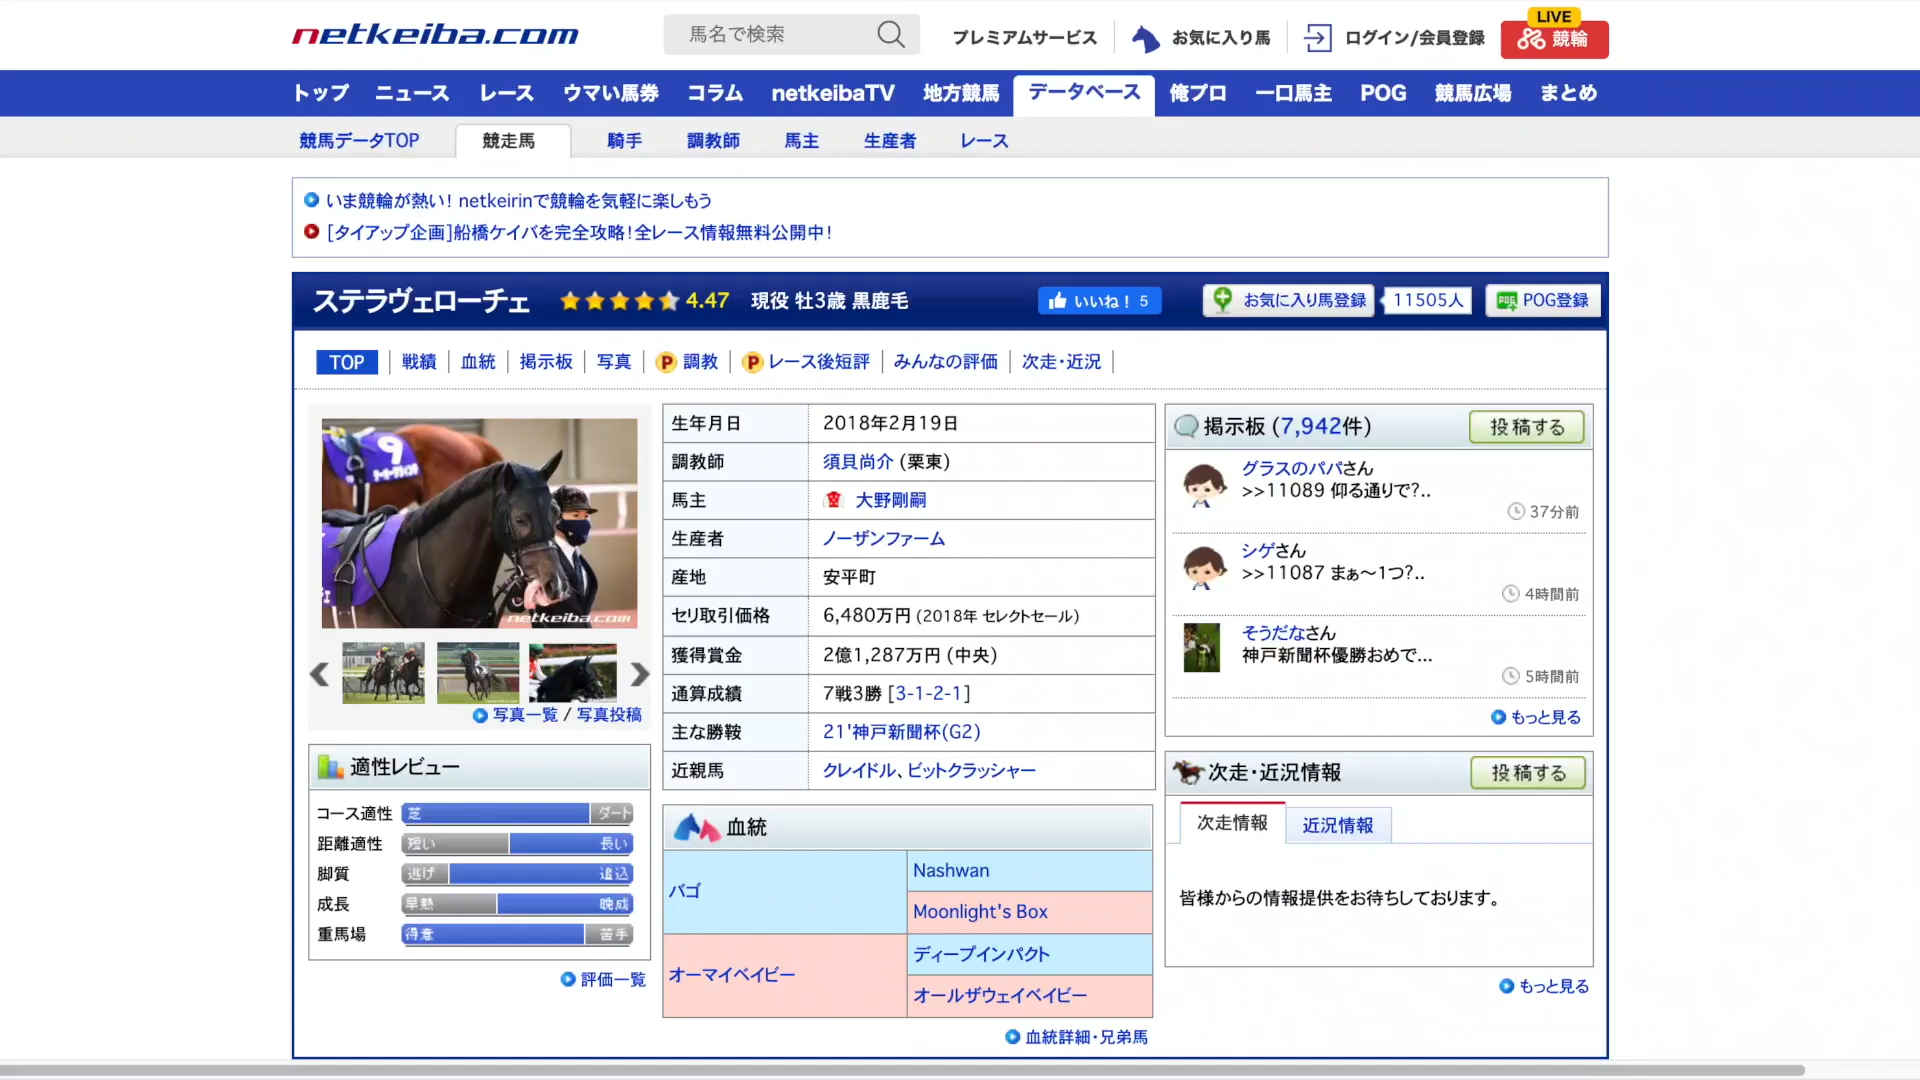 netkeiba.com
馬名で検索
プレミアムサービス
お気に入り馬
ログイン/会員登録
LIVE
競輪
トップ ニュース レース ウマい馬券 コラム netkeibaTV 地方競馬 データベース 俺プロ 一口馬主 POG 競馬広場 まとめ
競馬データTOP 競走馬 騎手 調教師 馬主 生産者 レース
いま競輪が熱い! netkeirinで競輪を気軽に楽しもう
[タイアップ企画]船橋ケイバを完全攻略!全レース情報無料公開中!
ステラヴェローチェ 4.47 現役 牡3歳 黒鹿毛
いいね! 5
お気に入り馬登録 11505人
POG登録
TOP 戦績 血統 掲示板 写真 P 調教 P レース後短評 みんなの評価 次走・近況
9
netkeiba.com
写真一覧 / 写真投稿
適性レビュー
コース適性 芝 ダート
距離適性 短い 長い
脚質 逃げ 追込
成長 早熟 晩成
重馬場 得意 苦手
評価一覧
生年月日 2018年2月19日
調教師 須貝尚介 (栗東)
馬主 大野剛嗣
生産者 ノーザンファーム
産地 安平町
セリ取引価格 6,480万円 (2018年 セレクトセール)
獲得賞金 2億1,287万円 (中央)
通算成績 7戦3勝 [3-1-2-1]
主な勝鞍 21'神戸新聞杯(G2)
近親馬 クレイドル、ビットクラッシャー
血統
バゴ
Nashwan
Moonlight's Box
オーマイベイビー
ディープインパクト
オールザウェイベイビー
血統詳細・兄弟馬
掲示板 (7,942件)
投稿する
グラスのパパさん
>>11089 仰る通りで?..
37分前
シゲさん
>>11087 まぁ〜1つ?..
4時間前
そうだなさん
神戸新聞杯優勝おめで...
5時間前
もっと見る
次走・近況情報
投稿する
次走情報 近況情報
皆様からの情報提供をお待ちしております。
もっと見る